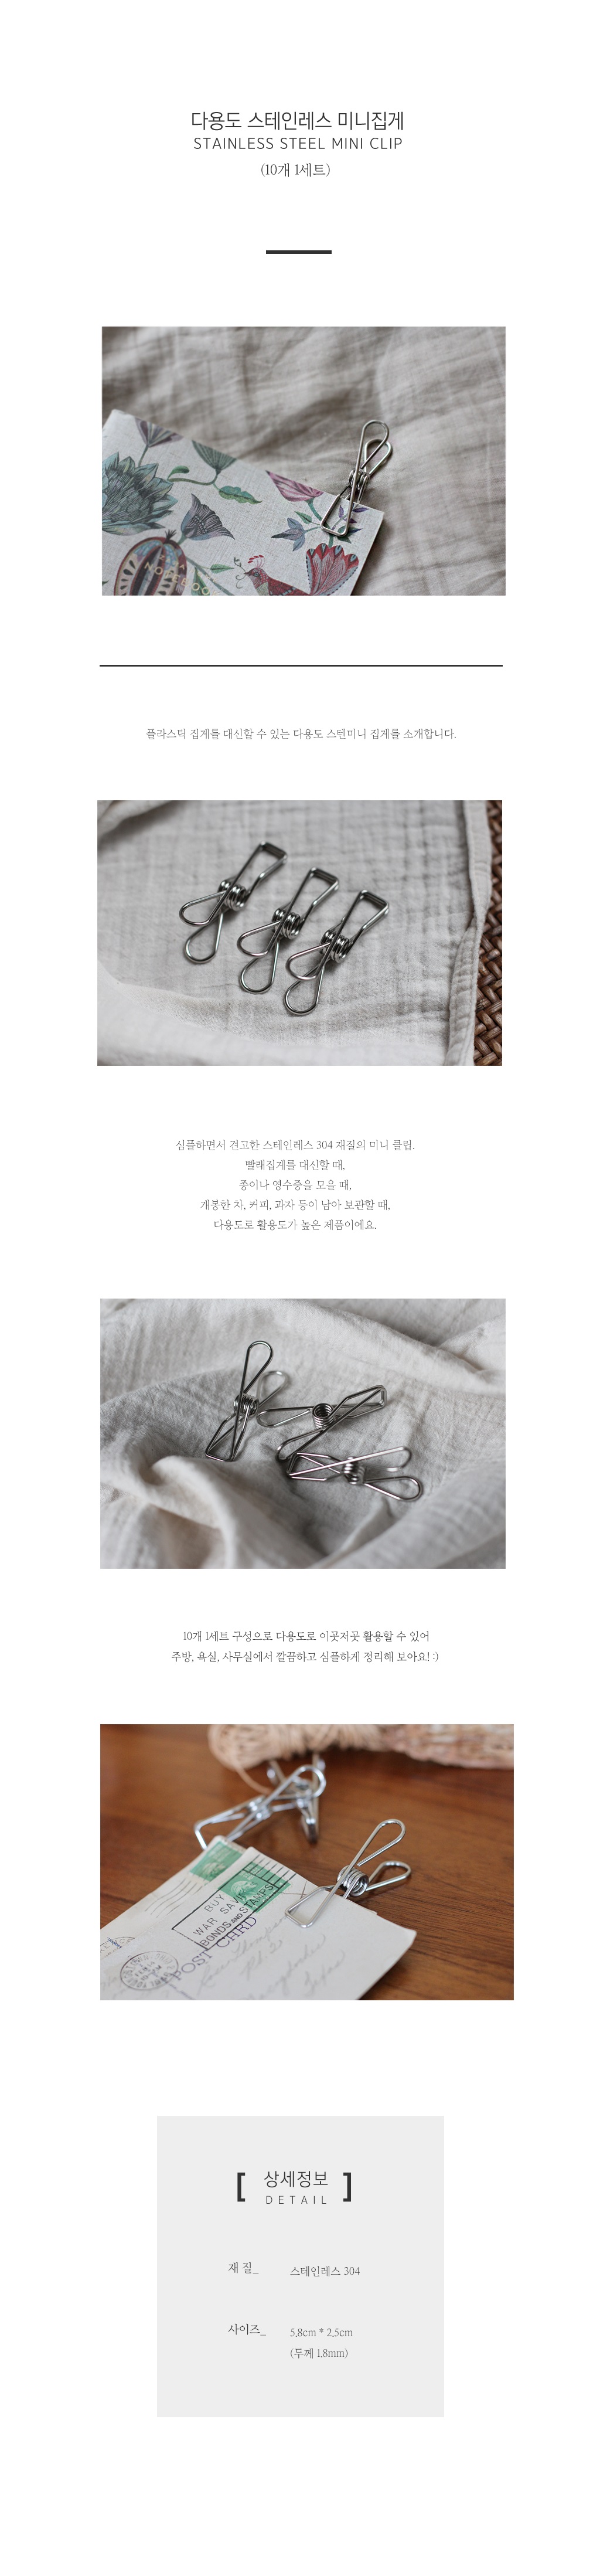 다용도 스테인레스 미니집게
STAINLESS STEEL MINI CLIP
(10개 1세트)
NOTEBOO
플라스틱 집게를 대신할 수 있는 다용도 스텐미니 집게를 소개합니다.
심플하면서 견고한 스테인레스 304 재질의 미니 클립.
빨래집게를 대신할 때,
종이나 영수증을 모을 때,
개봉한 차, 커피, 과자 등이 남아 보관할 때,
다용도로 활용도가 높은 제품이에요.
10개 1세트 구성으로 다용도로 이곳저곳 활용할 수 있어
주방, 욕실, 사무실에서 깔끔하고 심플하게 정리해 보아요! :)
BUY
WAR SAVINGS
BONDS AND STAMPS
POST CARD
[ 상세정보 ]
DETAIL
재 질_ 스테인레스 304
사이즈_ 5.8cm * 2.5cm
(두께 1.8mm)